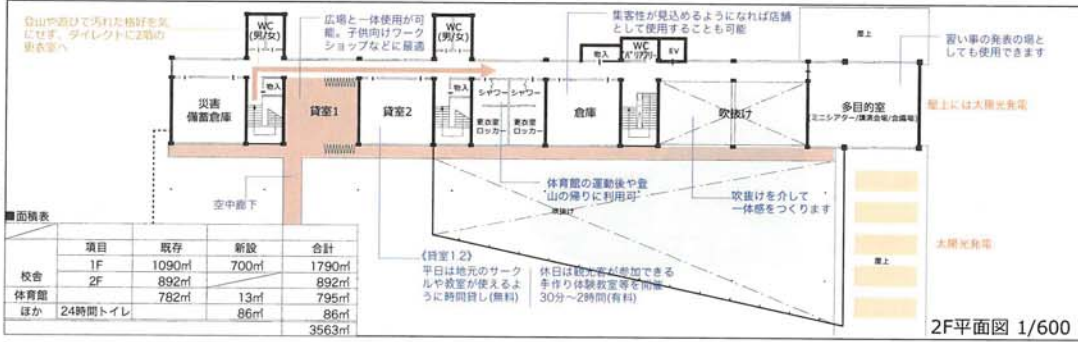 登山や遊びで汚れた格好を気
にせず、ダイレクトに2階の
更衣室へ
WC
(男/女)
広場と一体使用が可
能。子供向けワーク
ショップなどに最適
WC
(男/女)
集客性が見込めるようになれば店舗
として使用することも可能
物入
WC
(バリアフリー)
EV
屋上
習い事の発表の場と
しても使用できます
災害
備蓄倉庫
物入
貸室1
貸室2
物入
シャワー
シャワー
更衣室
ロッカー
更衣室
ロッカー
倉庫
吹抜け
多目的室
(ミニシアター/講演会場/会議場)
屋上には太陽光発電
空中廊下
体育館の運動後や登
山の帰りに利用可
吹抜け
吹抜けを介して
一体感をつくります
太陽光発電
屋上
■面積表
項目 既存 新設 合計
校舎 1F 1090㎡ 700㎡ 1790㎡
2F 892㎡ 892㎡
体育館 782㎡ 13㎡ 795㎡
ほか 24時間トイレ 86㎡ 86㎡
3563㎡
《貸室1.2》
平日は地元のサーク
ルや教室が使えるよ
うに時間貸し(無料)
休日は観光客が参加できる
手作り体験教室等を開催
30分~2時間(有料)
2F平面図 1/600